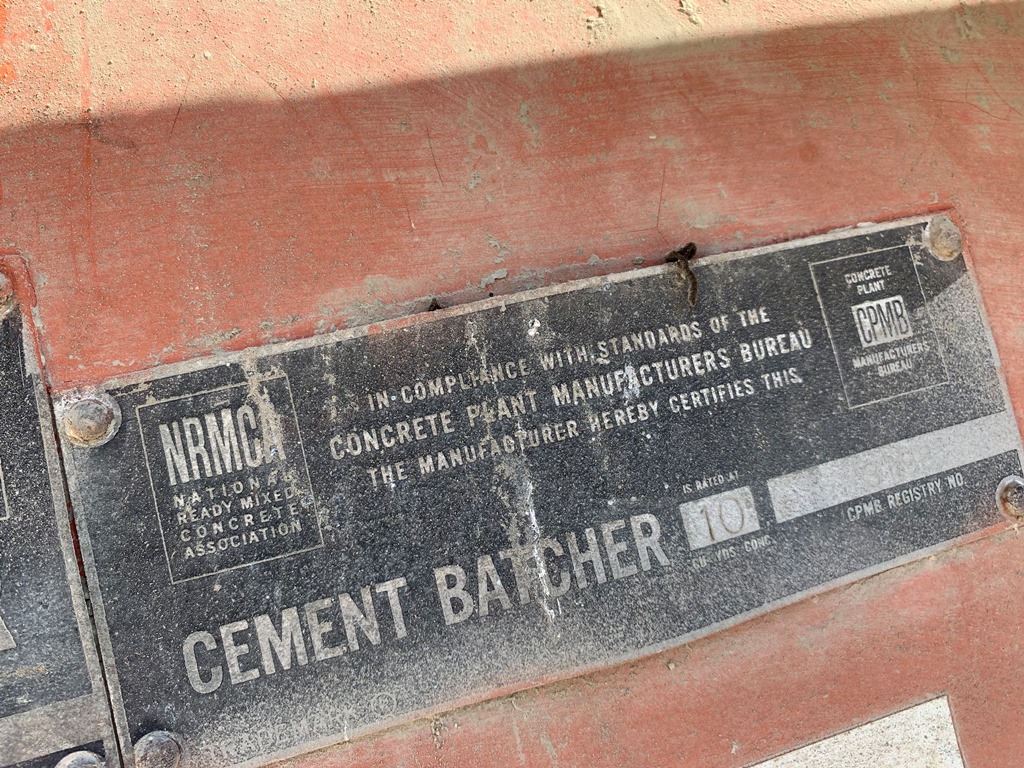 NRMCA
NATIONAL
READY MIXED
CONCRETE
ASSOCIATION
IN COMPLIANCE WITH STANDARDS OF THE
CONCRETE PLANT MANUFACTURERS BUREAU
THE MANUFACTURER HEREBY CERTIFIES THIS
CONCRETE
PLANT
CPMB
MANUFACTURERS
BUREAU
CEMENT BATCHER
IS RATED AT
10
CU. YDS. CONC.
CPMB REGISTRY NO.